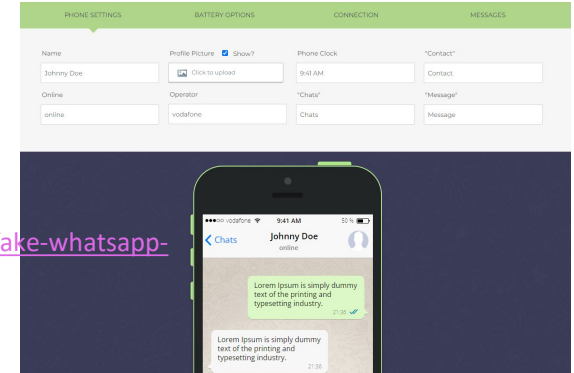 PHONE SETTINGS BATTERY OPTIONS CONNECTION MESSAGES
Name Profile Picture Show? Phone Clock "Contact"
Johnny Doe Click to upload 9:41 AM Contact
Online Operator "Chats" "Message"
online vodafone Chats Message
vodafone 9:41 AM 50 %
Chats Johnny Doe
online
ake-whatsapp-
Lorem Ipsum is simply dummy
text of the printing and
typesetting industry.
21:36
Lorem Ipsum is simply dummy
text of the printing and
typesetting industry.
21:36